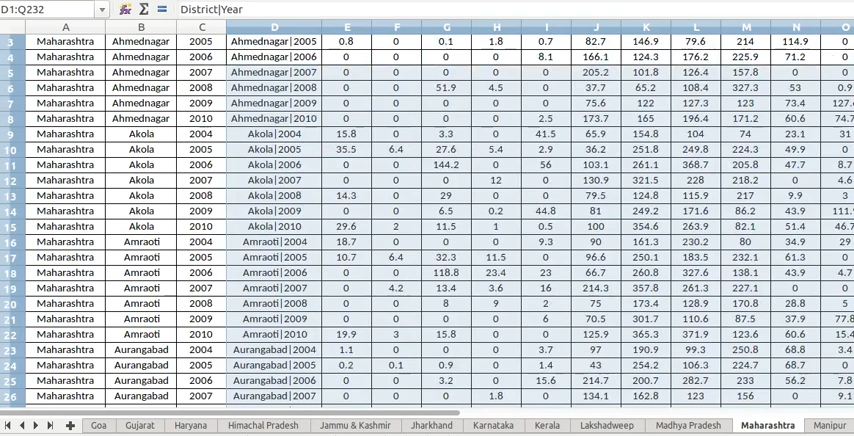 D1:Q232 Σ = District|Year
A B C D E F G H I J K L M N O
3 Maharashtra Ahmednagar 2005 Ahmednagar|2005 0.8 0 0.1 1.8 0.7 82.7 146.9 79.6 214 114.9 0
4 Maharashtra Ahmednagar 2006 Ahmednagar|2006 0 0 0 0 8.1 166.1 124.3 176.2 225.9 71.2 0
5 Maharashtra Ahmednagar 2007 Ahmednagar|2007 0 0 0 0 0 205.2 101.8 126.4 157.8 0 0
6 Maharashtra Ahmednagar 2008 Ahmednagar|2008 0 0 51.9 4.5 0 37.7 65.2 108.4 327.3 53 0.9
7 Maharashtra Ahmednagar 2009 Ahmednagar|2009 0 0 0 0 0 75.6 122 127.3 123 73.4 127.
8 Maharashtra Ahmednagar 2010 Ahmednagar|2010 0 0 0 0 2.5 173.7 165 196.4 171.2 60.6 74.
9 Maharashtra Akola 2004 Akola|2004 15.8 0 3.3 0 41.5 65.9 154.8 104 74 23.1 31
10 Maharashtra Akola 2005 Akola|2005 35.5 6.4 27.6 5.4 2.9 36.2 251.8 249.8 224.3 49.9 0
11 Maharashtra Akola 2006 Akola|2006 0 0 144.2 0 56 103.1 261.1 368.7 205.8 47.7 8.7
12 Maharashtra Akola 2007 Akola|2007 0 0 0 12 0 130.9 321.5 228 218.2 0 4.6
13 Maharashtra Akola 2008 Akola|2008 14.3 0 29 0 0 79.5 124.8 115.9 217 9.9 3
14 Maharashtra Akola 2009 Akola|2009 0 0 6.5 0.2 44.8 81 249.2 171.6 86.2 43.9 111.
15 Maharashtra Akola 2010 Akola|2010 29.6 2 11.5 1 0.5 100 354.6 263.9 82.1 51.4 46.7
16 Maharashtra Amraoti 2004 Amraoti|2004 18.7 0 0 0 9.3 90 161.3 230.2 80 34.9 29
17 Maharashtra Amraoti 2005 Amraoti|2005 10.7 6.4 32.3 11.5 0 96.6 250.1 183.5 232.1 61.3 0
18 Maharashtra Amraoti 2006 Amraoti|2006 0 0 118.8 23.4 23 66.7 260.8 327.6 138.1 43.9 4.7
19 Maharashtra Amraoti 2007 Amraoti|2007 0 4.2 13.4 3.6 16 214.3 357.8 261.3 227.1 0 0
20 Maharashtra Amraoti 2008 Amraoti|2008 0 0 8 9 2 75 173.4 128.9 170.8 28.8 5
21 Maharashtra Amraoti 2009 Amraoti|2009 0 0 0 0 6 70.5 301.7 110.6 87.5 37.9 77.8
22 Maharashtra Amraoti 2010 Amraoti|2010 19.9 3 15.8 0 0 125.9 365.3 371.9 123.6 60.6 15.4
23 Maharashtra Aurangabad 2004 Aurangabad|2004 1.1 0 0 0 3.7 97 190.9 99.3 250.8 68.8 3.4
24 Maharashtra Aurangabad 2005 Aurangabad|2005 0.2 0.1 0.9 0 1.4 43 254.2 106.3 224.7 68.7 0
25 Maharashtra Aurangabad 2006 Aurangabad|2006 0 0 3.2 0 15.6 214.7 200.7 282.7 233 56.2 7.8
26 Maharashtra Aurangabad 2007 Aurangabad|2007 0 0 0 1.8 0 134.1 162.8 123 156 0 9.1
Goa Gujarat Haryana Himachal Pradesh Jammu & Kashmir Jharkhand Karnataka Kerala Lakshadweep Madhya Pradesh Maharashtra Manipur